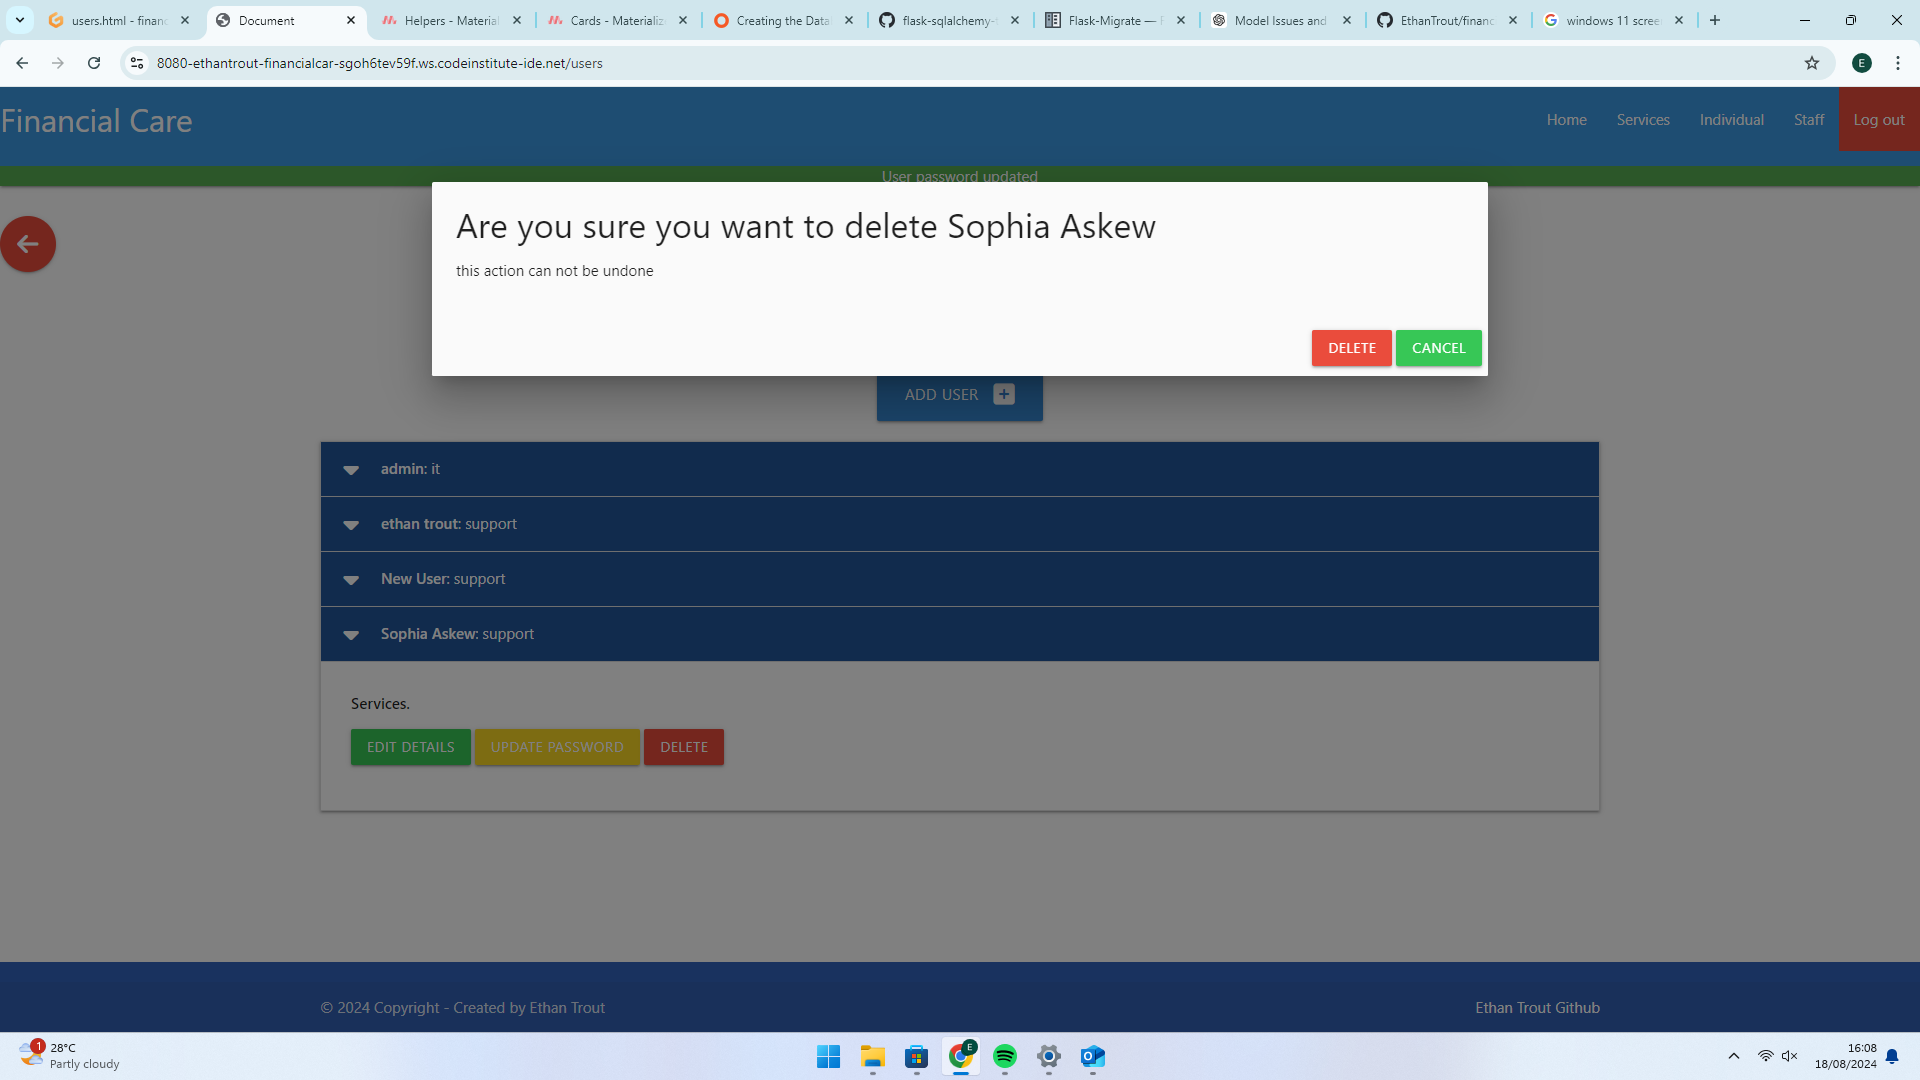 users.html - financ
Document
Helpers - Material
Cards - Materializ
Creating the Data
flask-sqlalchemy-
Flask-Migrate —
Model Issues and
EthanTrout/financ
windows 11 scree
8080-ethantrout-financialcar-sgoh6tev59f.ws.codeinstitute-ide.net/users
E
Financial Care
Home
Services
Individual
Staff
Log out
User password updated
Are you sure you want to delete Sophia Askew
this action can not be undone
DELETE
CANCEL
ADD USER
admin: it
ethan trout: support
New User: support
Sophia Askew: support
Services.
EDIT DETAILS
UPDATE PASSWORD
DELETE
© 2024 Copyright - Created by Ethan Trout
Ethan Trout Github
1
28°C
Partly cloudy
E
16:08
18/08/2024